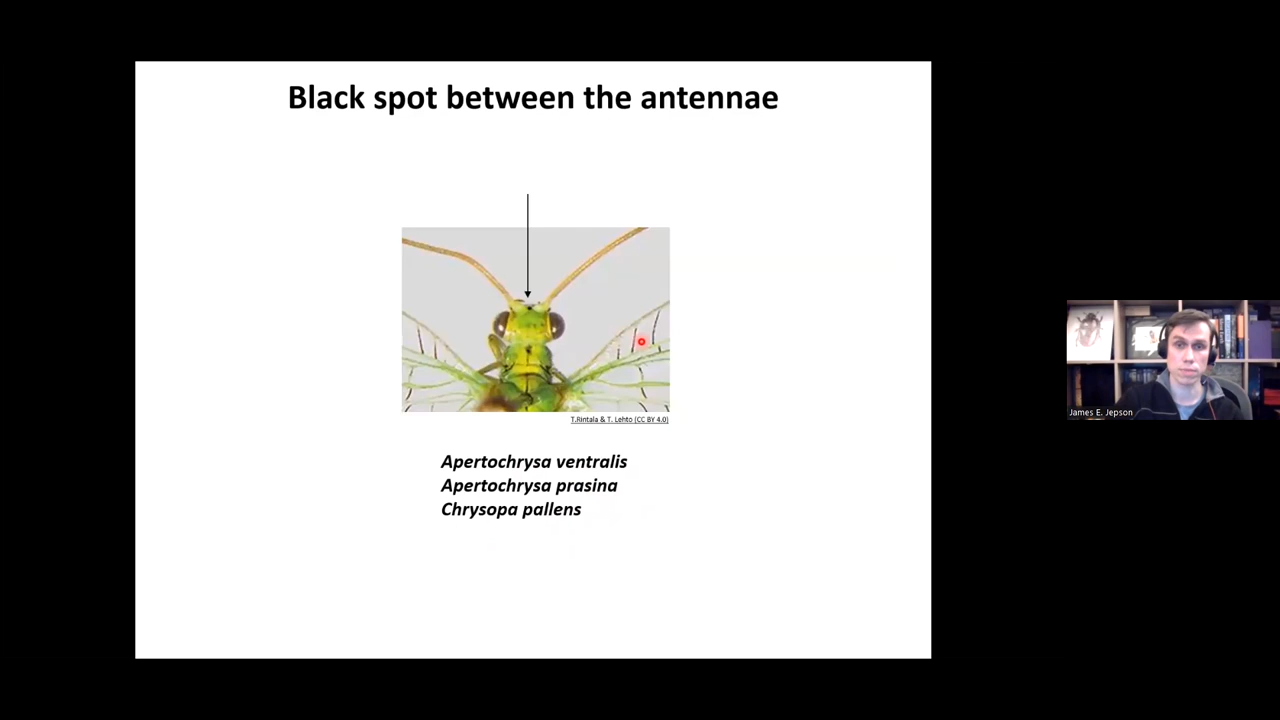 Black spot between the antennae
T.Rintala & T. Lehto (CC BY 4.0)
Apertochrysa ventralis
Apertochrysa prasina
Chrysopa pallens
James E. Jepson